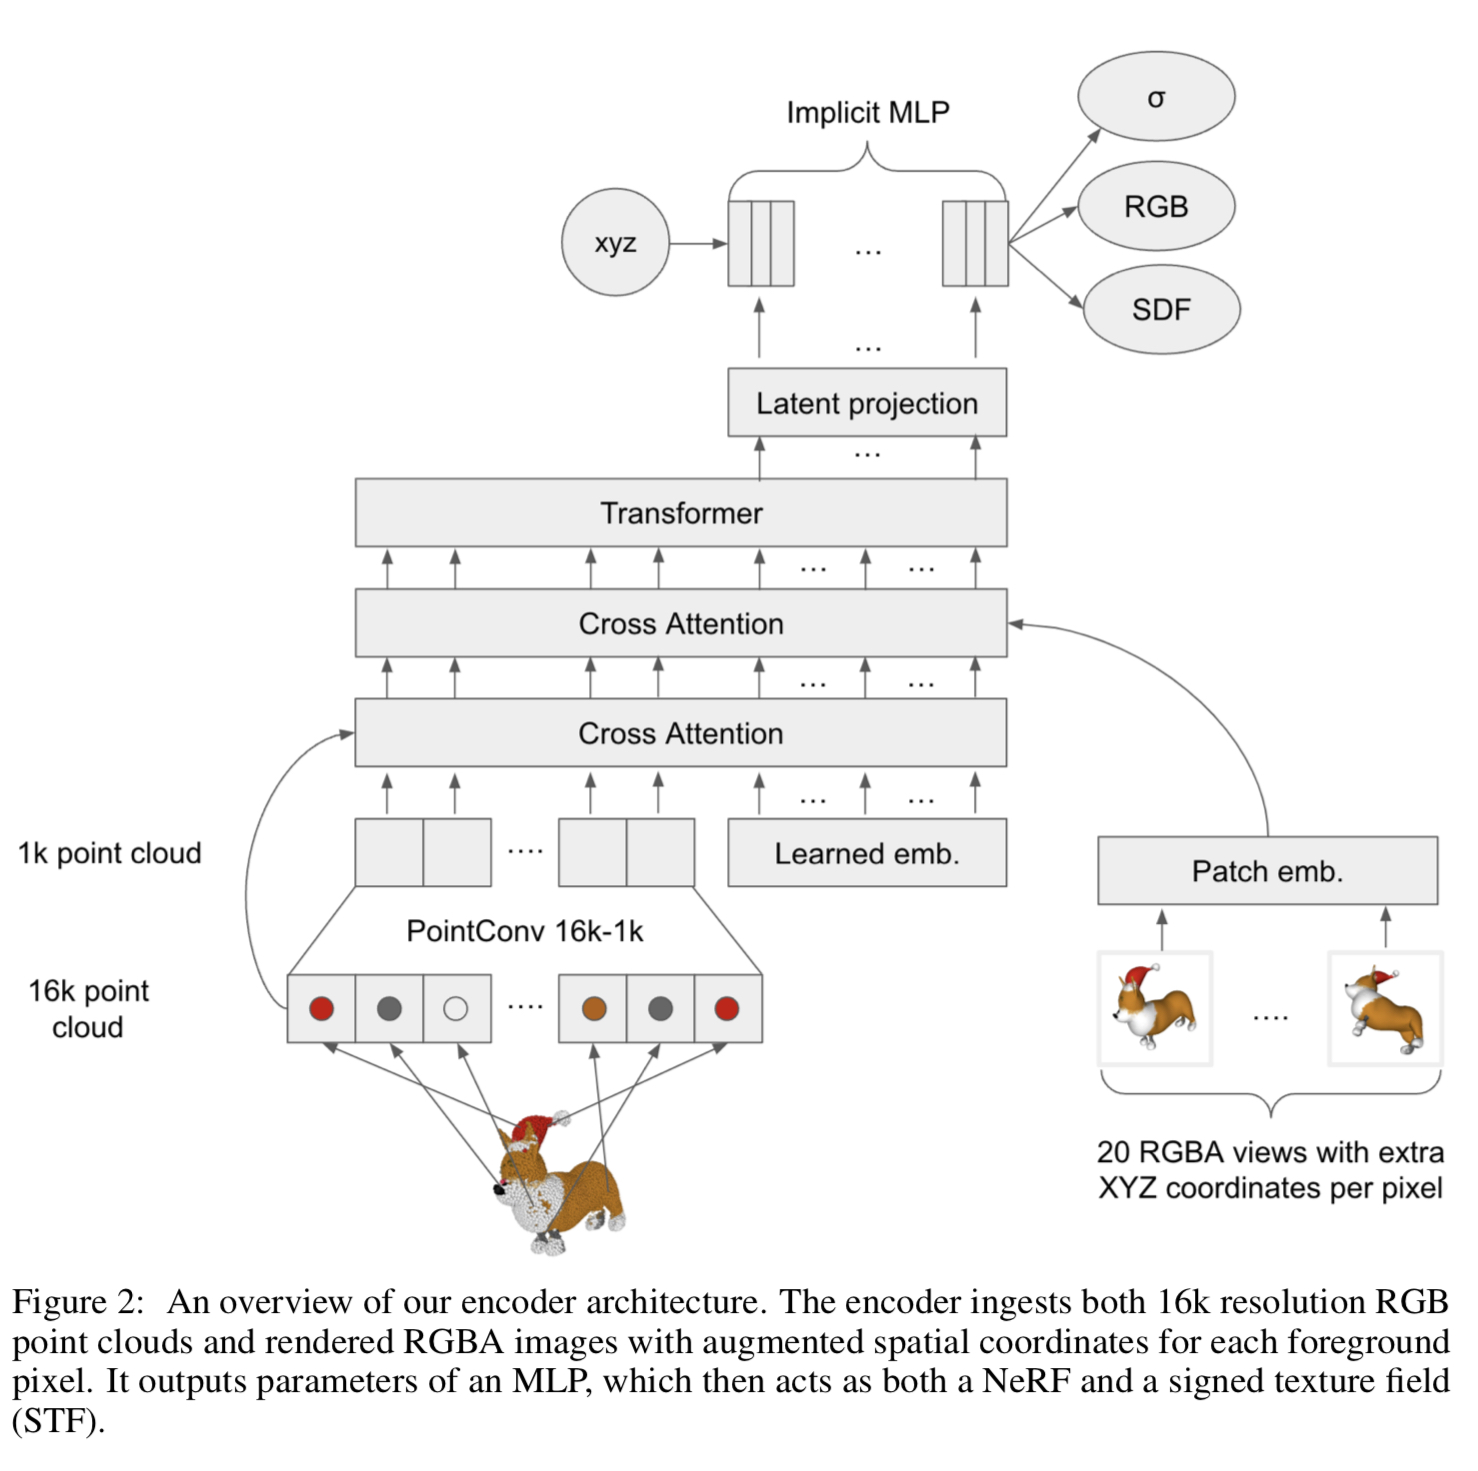 Implicit MLP
σ
xyz
...
RGB
SDF
...
Latent projection
...
Transformer
... ...
Cross Attention
... ...
Cross Attention
... ...
1k point cloud
....
Learned emb.
Patch emb.
PointConv 16k-1k
16k point
cloud
....
....
20 RGBA views with extra
XYZ coordinates per pixel
Figure 2: An overview of our encoder architecture. The encoder ingests both 16k resolution RGB
point clouds and rendered RGBA images with augmented spatial coordinates for each foreground
pixel. It outputs parameters of an MLP, which then acts as both a NeRF and a signed texture field
(STF).